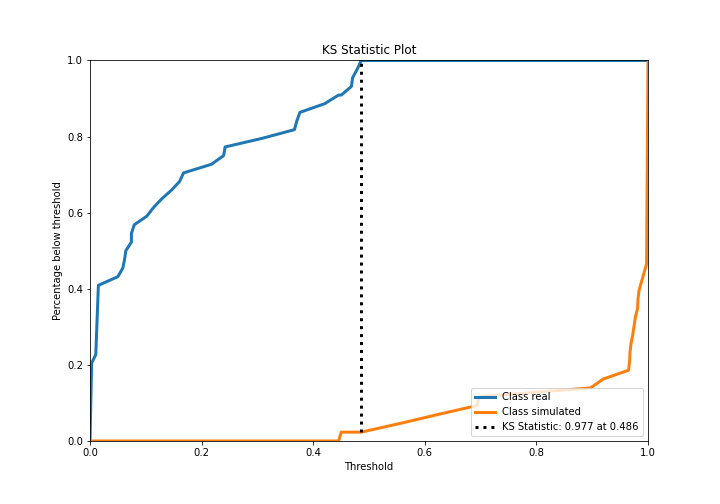 KS Statistic Plot
Percentage below threshold
1.0
0.8
0.6
0.4
0.2
0.0
Class real
Class simulated
KS Statistic: 0.977 at 0.486
0.0 0.2 0.4 0.6 0.8 1.0
Threshold